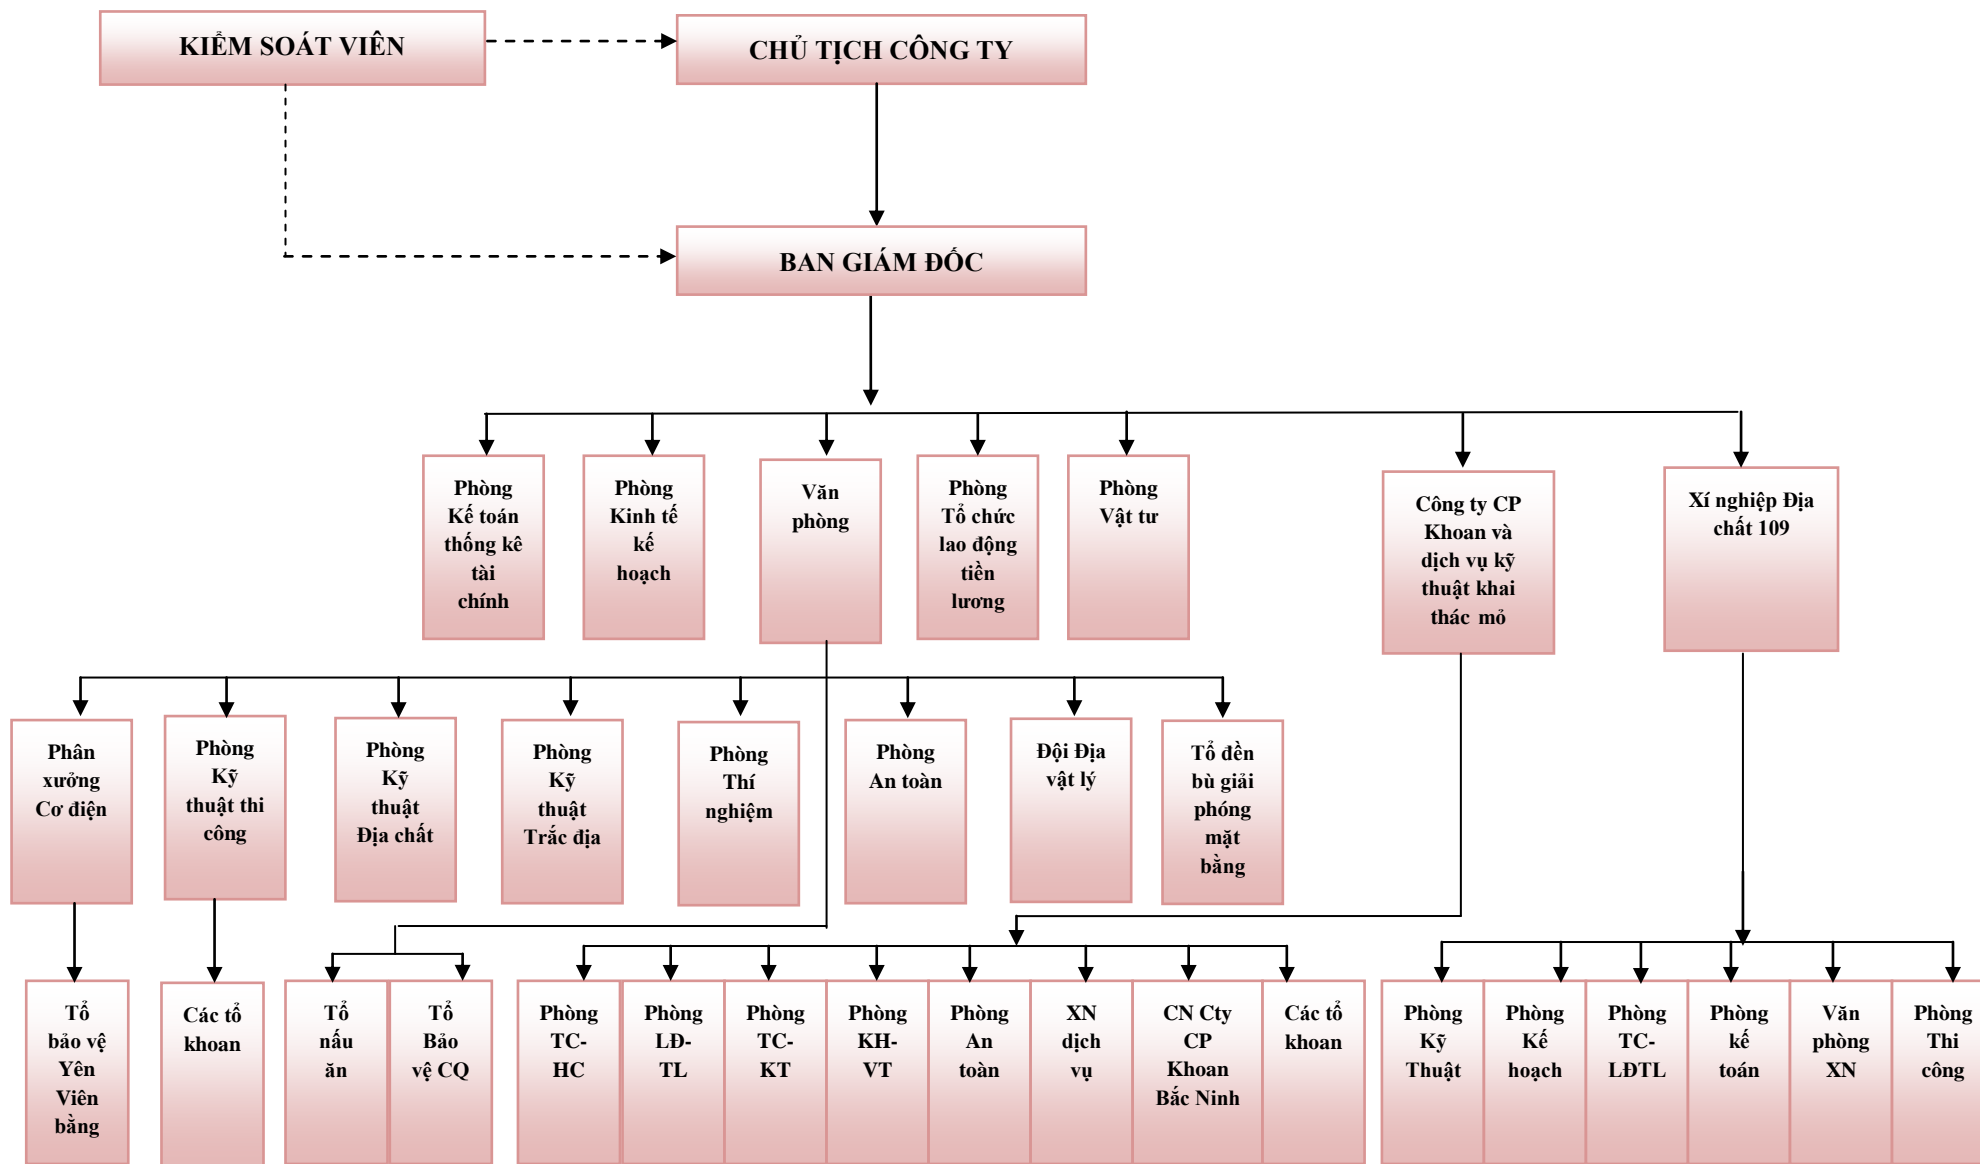 KIỂM SOÁT VIÊN
CHỦ TỊCH CÔNG TY
BAN GIÁM ĐỐC
Phòng
Kế toán
thống kê
tài
chính
Phòng
Kinh tế
kế
hoạch
Văn
phòng
Phòng
Tổ chức
lao động
tiền
lương
Phòng
Vật tư
Công ty CP
Khoan và
dịch vụ kỹ
thuật khai
thác mỏ
Xí nghiệp Địa
chất 109
Phân
xưởng
Cơ điện
Phòng
Kỹ
thuật thi
công
Phòng
Kỹ
thuật
Địa chất
Phòng
Kỹ
thuật
Trắc địa
Phòng
Thí
nghiệm
Phòng
An toàn
Đội Địa
vật lý
Tổ đền
bù giải
phóng
mặt
bằng
Tổ
bảo vệ
Yên
Viên
bằng
Các tổ
khoan
Tổ
nấu
ăn
Tổ
Bảo
vệ CQ
Phòng
TC-
HC
Phòng
LĐ-
TL
Phòng
TC-
KT
Phòng
KH-
VT
Phòng
An
toàn
XN
dịch
vụ
CN Cty
CP
Khoan
Bắc Ninh
Các tổ
khoan
Phòng
Kỹ
Thuật
Phòng
Kế
hoạch
Phòng
TC-
LĐTL
Phòng
kế
toán
Văn
phòng
XN
Phòng
Thi
công